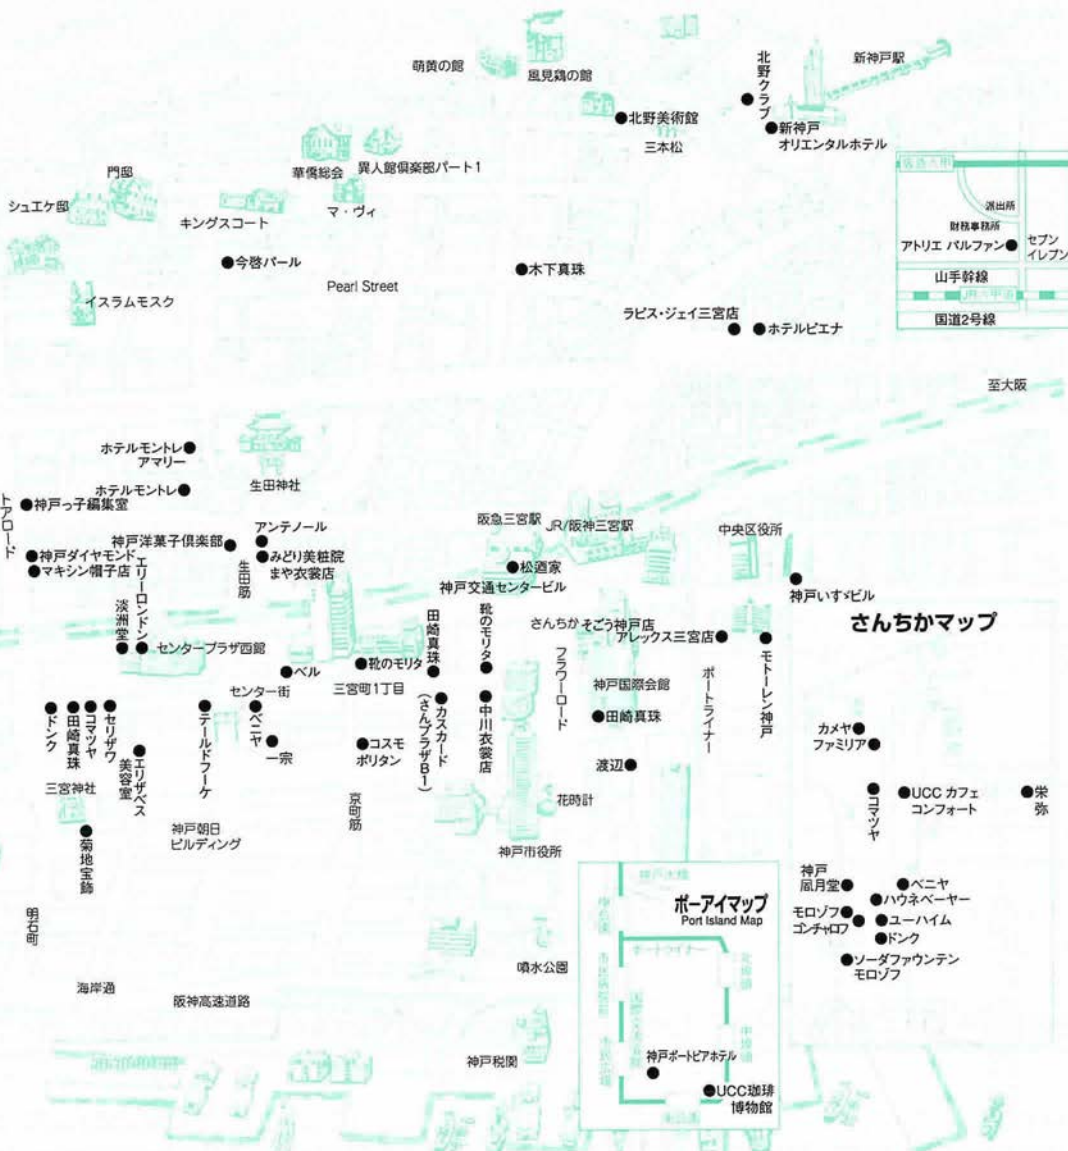 萌黄の館
風見鶏の館
北野クラブ
新神戸駅
北野美術館
三本松
新神戸
オリエンタルホテル
門邸
華僑総会
異人館倶楽部パート1
シュエケ邸
キングスコート
マ・ヴィ
派出所
財務事務所
アトリエ パルファン
セブン
イレブン
山手幹線
JR六甲道
国道2号線
今啓パール
木下真珠
Pearl Street
イスラムモスク
ラピス・ジェイ三宮店
ホテルピエナ
至大阪
ホテルモントレ
アマリー
ホテルモントレ
生田神社
トアロード
神戸っ子編集室
アンテノール
神戸洋菓子倶楽部
みどり美粧院
まや衣裳店
生田筋
神戸ダイヤモンド
マキシン帽子店
エリーロンドン
淡洲堂
センタープラザ西館
阪急三宮駅
JR/阪神三宮駅
中央区役所
松廼家
神戸交通センタービル
神戸いすゞビル
さんちか
そごう神戸店
アレックス三宮店
モトーレン神戸
ポートライナー
フラワーロード
靴のモリタ
田崎真珠
靴のモリタ
ベル
センター街
三宮町1丁目
神戸国際会館
田崎真珠
渡辺
カスカード
(さんプラザB1)
中川衣裳店
ドンク
田崎真珠
コマツヤ
セリザワ
美容室
エリザベス
テールドフーケ
ベニヤ
一宗
コスモ
ポリタン
三宮神社
菊地宝飾
神戸朝日
ビルディング
京町筋
花時計
神戸市役所
明石町
海岸通
阪神高速道路
噴水公園
神戸税関
さんちかマップ
カメヤ
ファミリア
コマツヤ
UCC カフェ
コンフォート
栄弥
神戸
風月堂
ベニヤ
ハウネベーヤー
モロゾフ
ゴンチャロフ
ユーハイム
ドンク
ソーダファウンテン
モロゾフ
神戸大橋
ポーアイマップ
Port Island Map
ポートライナー
神戸ポートピアホテル
UCC珈琲
博物館